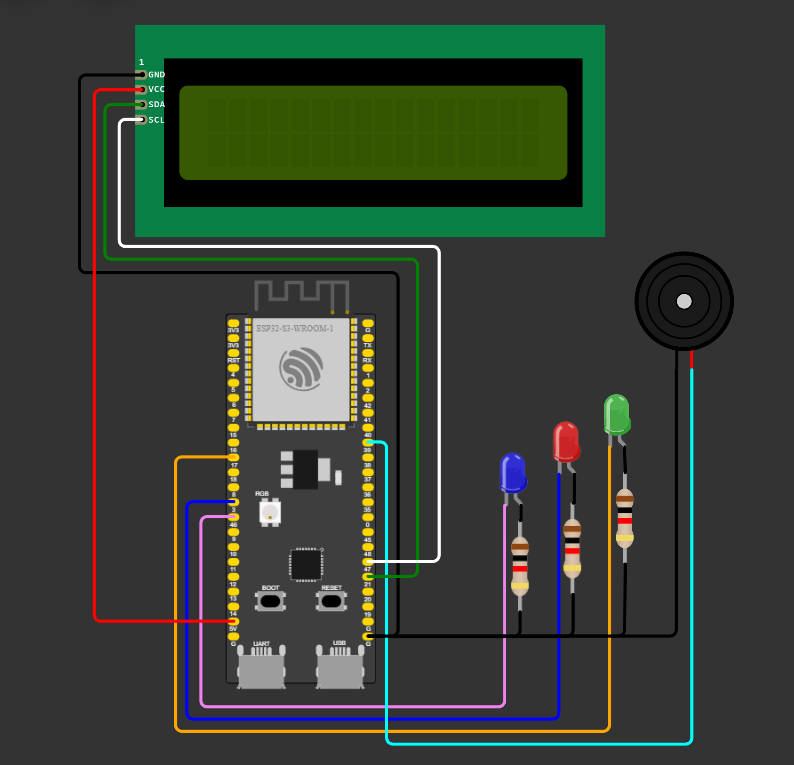 1
GND
VCC
SDA
SCL
ESP32-S3-WROOM-1
3V3 G
3V3 TX
RST RX
4 1
5 2
6 42
7 41
15 40
16 39
17 38
18 37
8 36
RGB
3 35
46 0
9 45
10 48
11 47
12 21
BOOT RESET
13 20
14 19
5V G
G G
UART USB